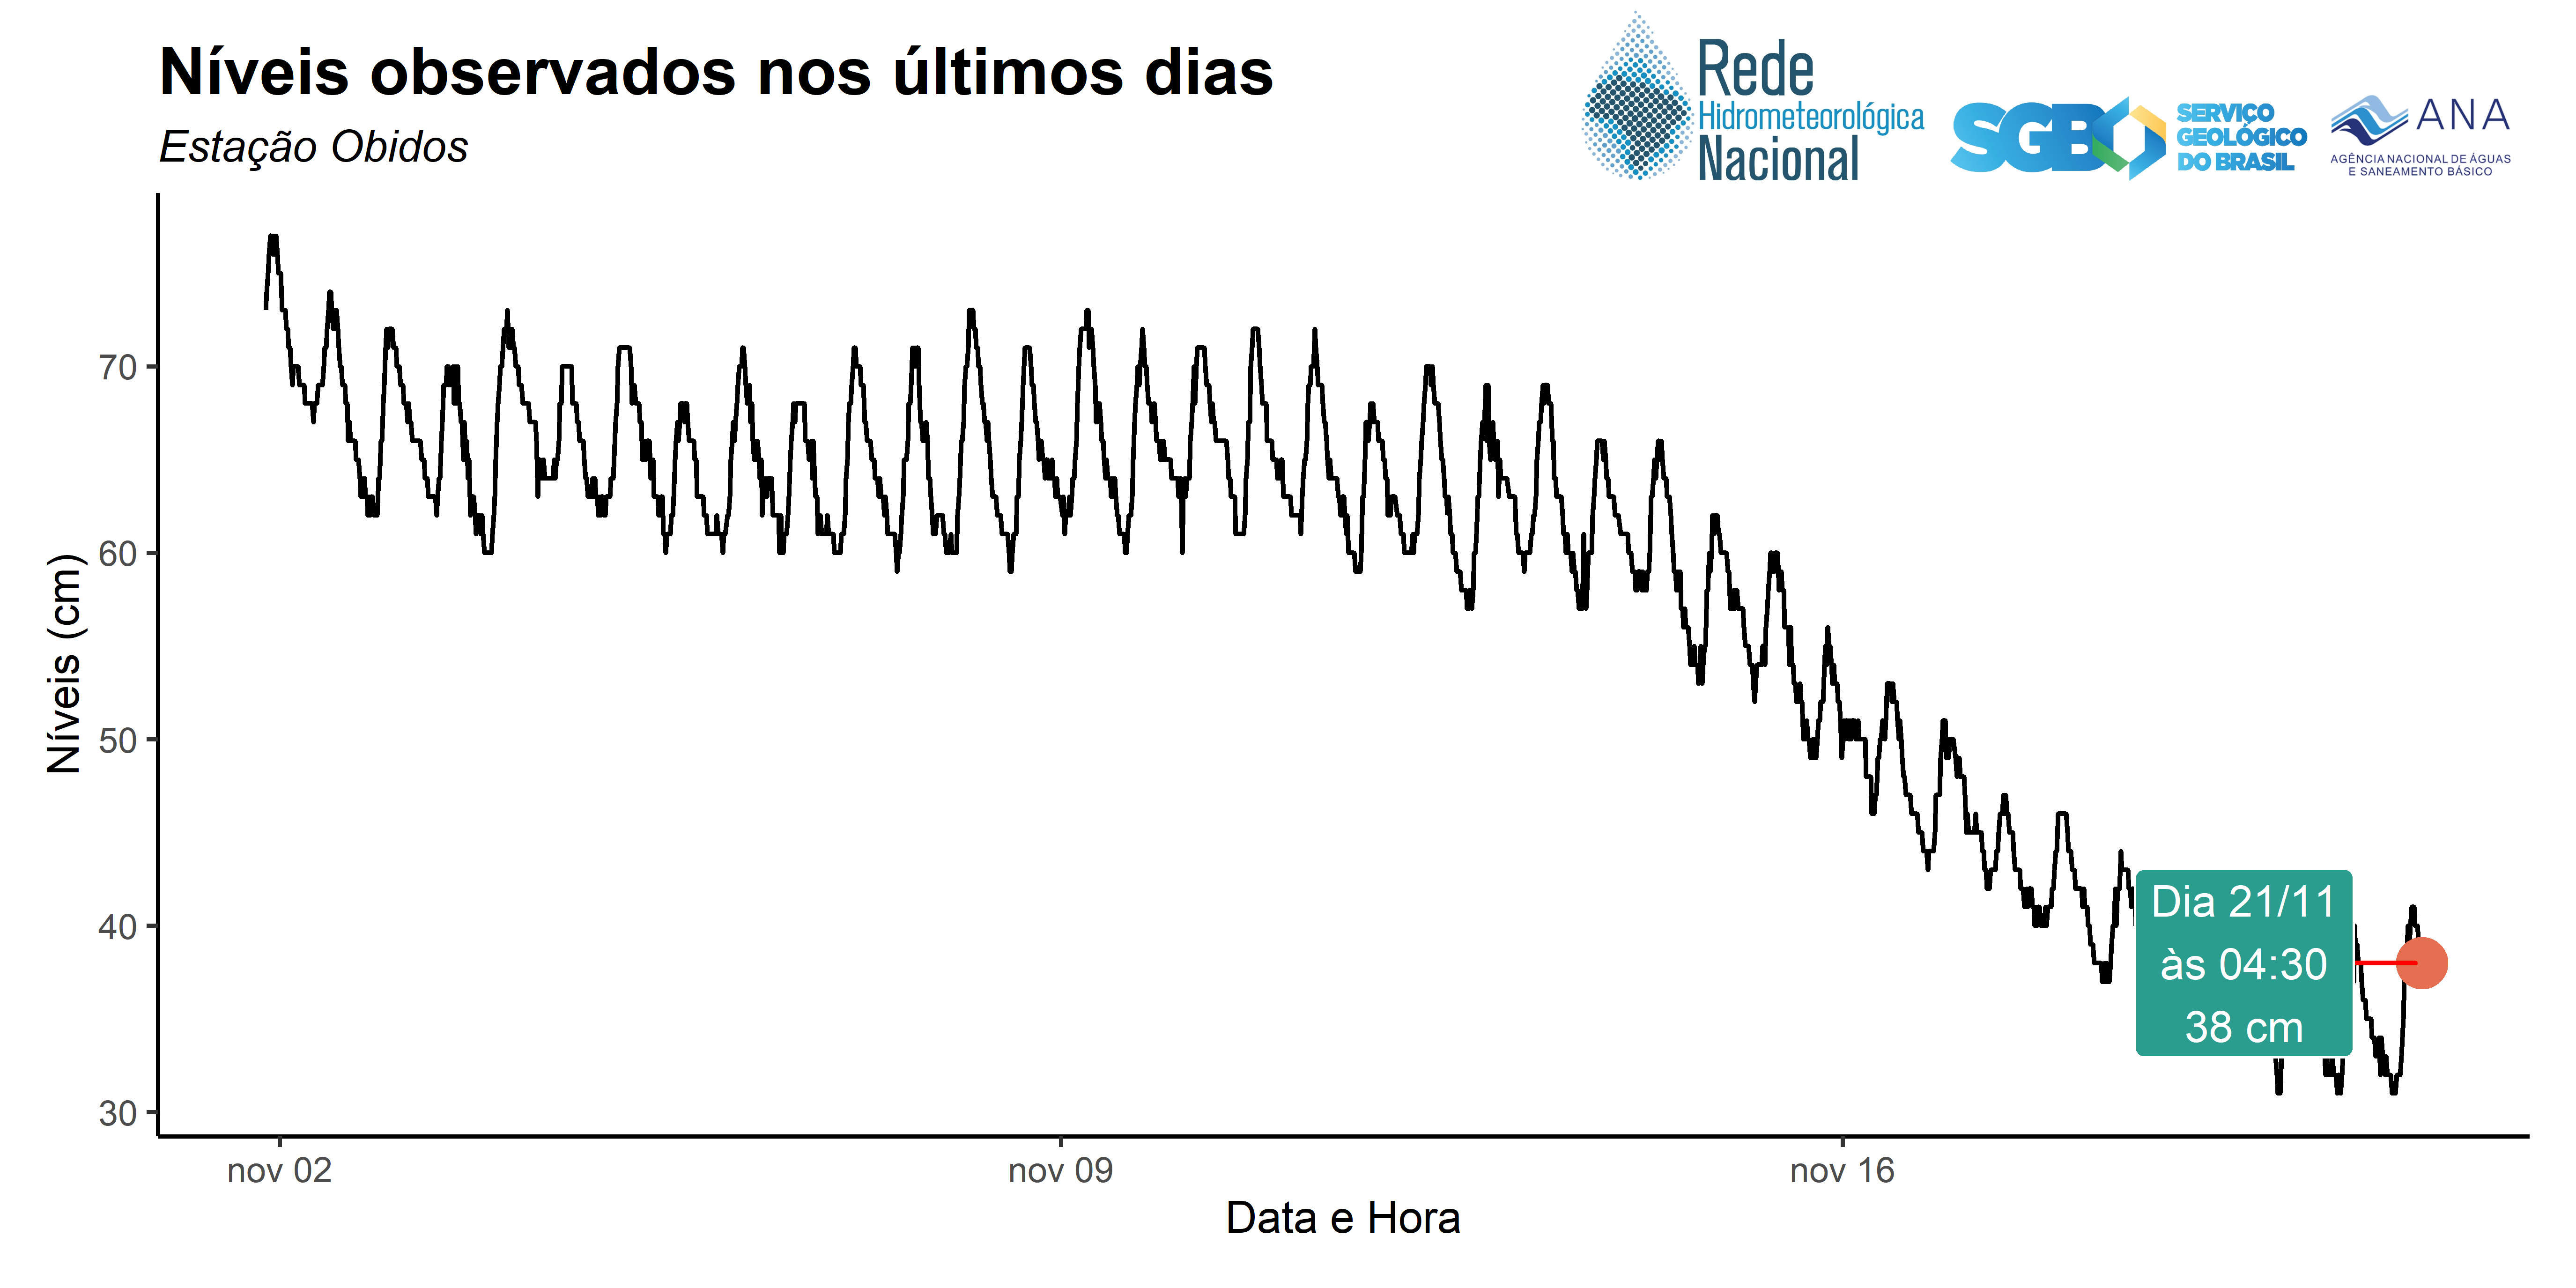 Níveis observados nos últimos dias
Estação Obidos
Rede
Hidrometeorológica
Nacional
SGB
SERVIÇO
GEOLÓGICO
DO BRASIL
ANA
AGÊNCIA NACIONAL DE ÁGUAS
E SANEAMENTO BÁSICO
Níveis (cm)
70
60
50
40
30
Dia 21/11
às 04:30
38 cm
nov 02
nov 09
nov 16
Data e Hora